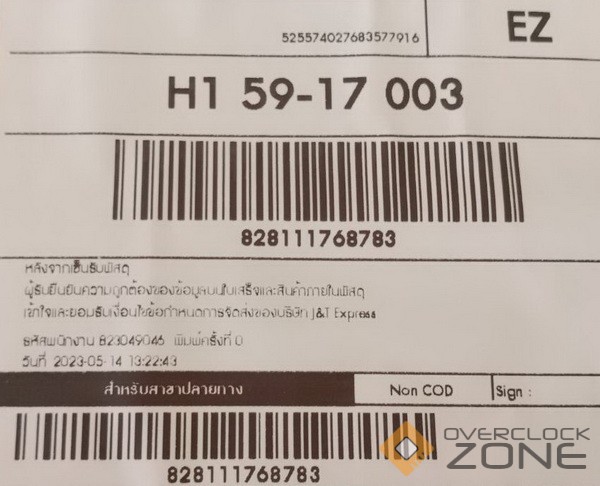 525574027683577916
EZ
H1 59-17 003
828111768783
หลังจากเซ็นรับพัสดุ
ผู้รับยืนยันความถูกต้องของข้อมูลบนใบเสร็จและสินค้าภายในพัสดุ
เข้าใจและยอมรับเงื่อนไขข้อกำหนดการจัดส่งของบริษัท J&T Express
รหัสพนักงาน 823049046 พิมพ์ครั้งที่ 0
วันที่ 2023-05-14 13:22:43
สำหรับสาขาปลายทาง Non COD Sign :
828111768783
OVERCLOCK
ZONE